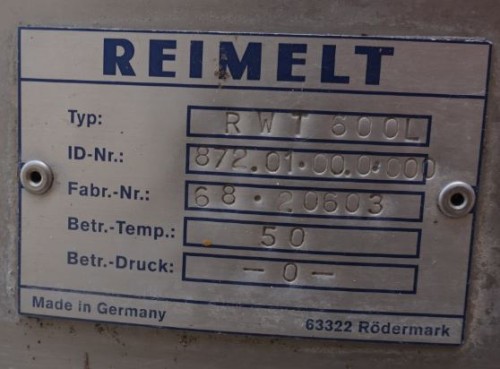 REIMELT
Typ: RWT 600L
ID-Nr.: 872.01.00.0.000
Fabr.-Nr.: 68.20603
Betr.-Temp.: 50
Betr.-Druck: -0-
Made in Germany 63322 Rödermark